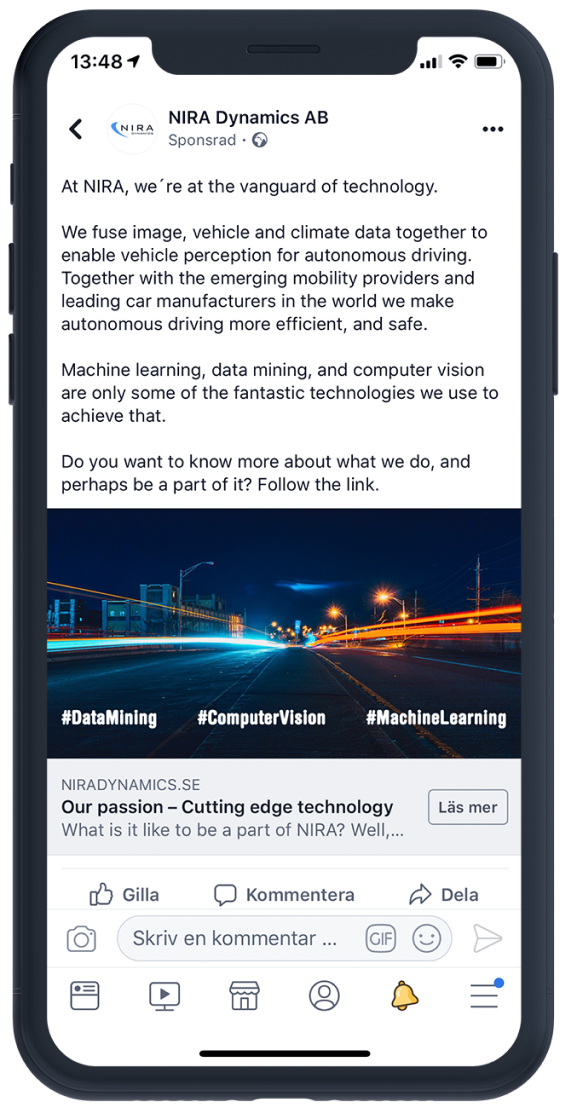 13:48
NIRA Dynamics AB
NIRA
DYNAMICS
Sponsrad ·
At NIRA, we´re at the vanguard of technology.
We fuse image, vehicle and climate data together to
enable vehicle perception for autonomous driving.
Together with the emerging mobility providers and
leading car manufacturers in the world we make
autonomous driving more efficient, and safe.
Machine learning, data mining, and computer vision
are only some of the fantastic technologies we use to
achieve that.
Do you want to know more about what we do, and
perhaps be a part of it? Follow the link.
#DataMining #ComputerVision #MachineLearning
NIRADYNAMICS.SE
Our passion – Cutting edge technology
What is it like to be a part of NIRA? Well,...
Läs mer
Gilla Kommentera Dela
Skriv en kommentar ... GIF